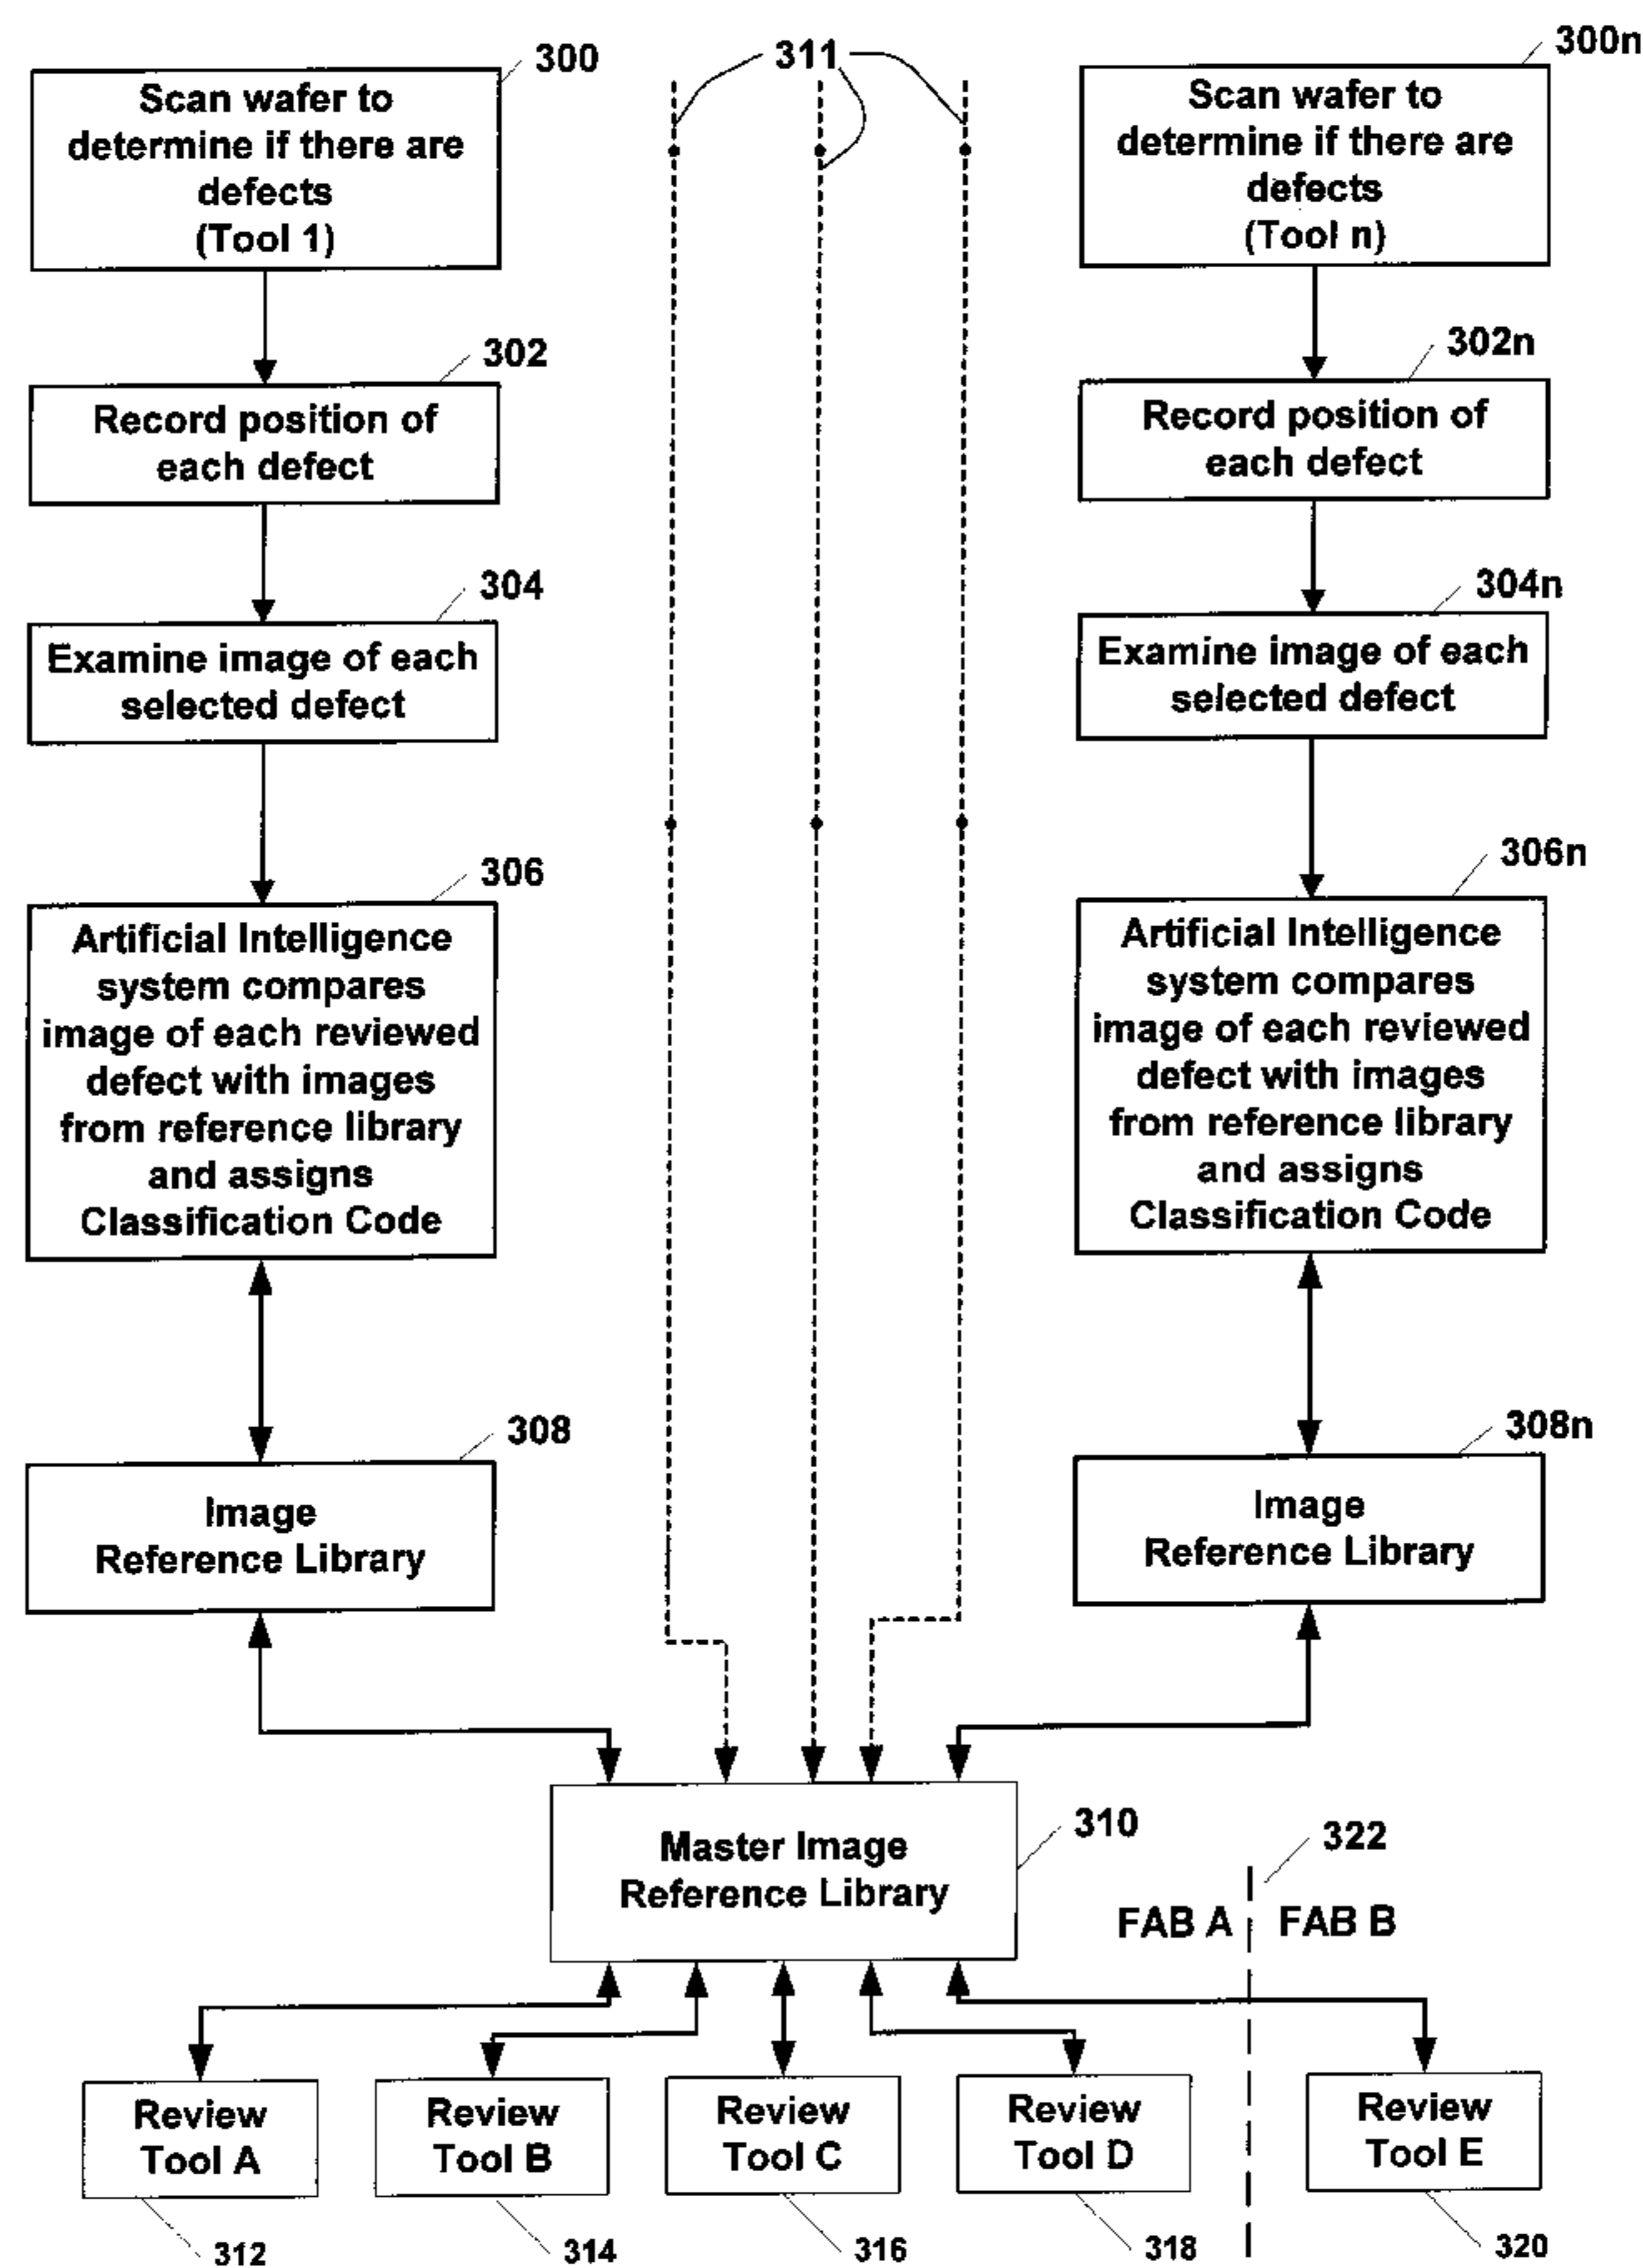 300
Scan wafer to
determine if there are
defects
(Tool 1)
302
Record position of
each defect
304
Examine image of each
selected defect
306
Artificial Intelligence
system compares
image of each reviewed
defect with images
from reference library
and assigns
Classification Code
308
Image
Reference Library
311
300n
Scan wafer to
determine if there are
defects
(Tool n)
302n
Record position of
each defect
304n
Examine image of each
selected defect
306n
Artificial Intelligence
system compares
image of each reviewed
defect with images
from reference library
and assigns
Classification Code
308n
Image
Reference Library
Master Image
Reference Library
310
322
FAB A
FAB B
Review
Tool A
Review
Tool B
Review
Tool C
Review
Tool D
Review
Tool E
312
314
316
318
320